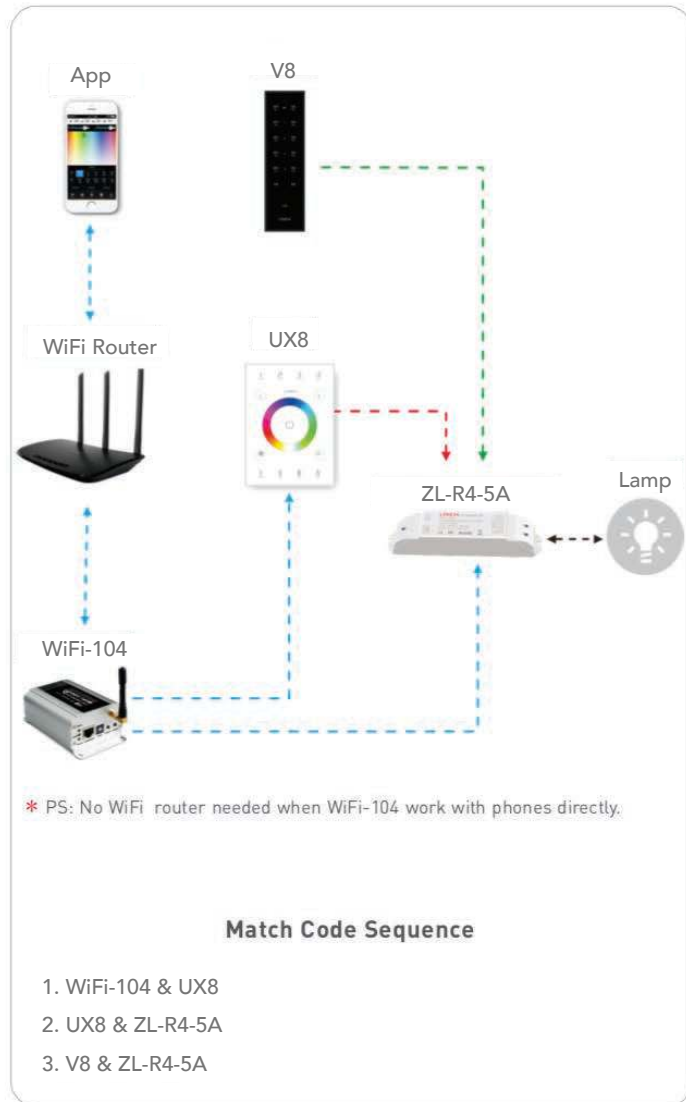 App
V8
WiFi Router
UX8
ZL-R4-5A
Lamp
WiFi-104
* PS: No WiFi router needed when WiFi-104 work with phones directly.
Match Code Sequence
1. WiFi-104 & UX8
2. UX8 & ZL-R4-5A
3. V8 & ZL-R4-5A